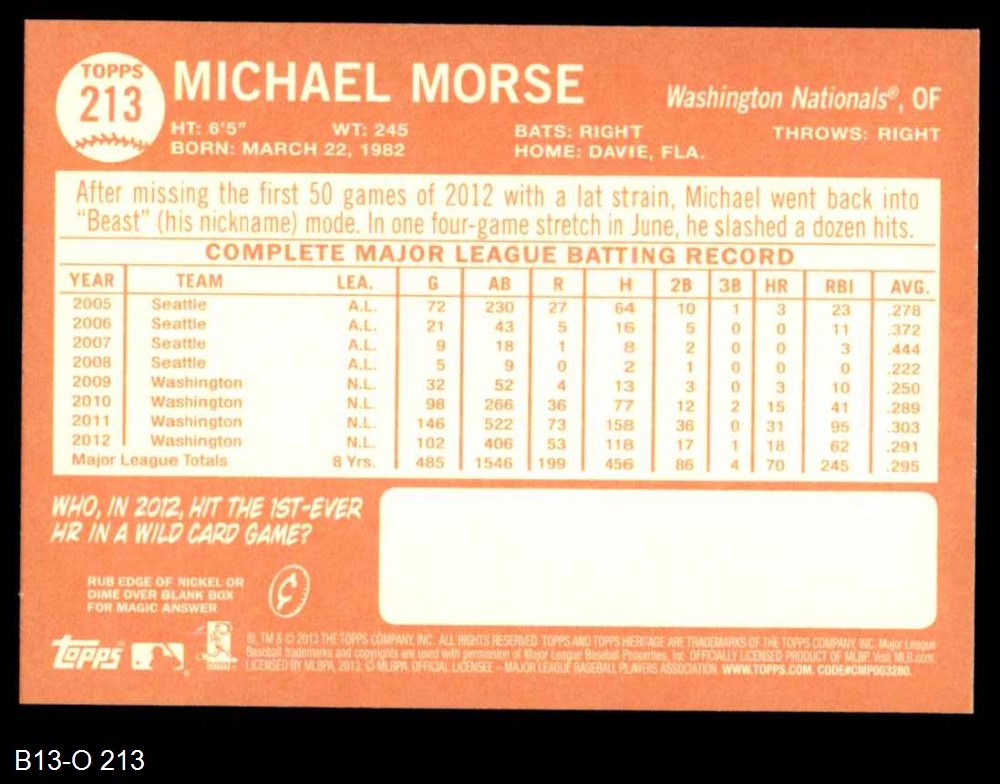 TOPPS
213
MICHAEL MORSE
Washington Nationals®, OF
HT: 6'5" WT: 245 BATS: RIGHT THROWS: RIGHT
BORN: MARCH 22, 1982 HOME: DAVIE, FLA.
After missing the first 50 games of 2012 with a lat strain, Michael went back into
"Beast" (his nickname) mode. In one four-game stretch in June, he slashed a dozen hits.
COMPLETE MAJOR LEAGUE BATTING RECORD
YEAR TEAM LEA. G AB R H 2B 3B HR RBI AVG.
2005 Seattle A.L. 72 230 27 64 10 1 3 23 .278
2006 Seattle A.L. 21 43 5 16 5 0 0 11 .372
2007 Seattle A.L. 9 18 1 8 2 0 0 3 .444
2008 Seattle A.L. 5 9 0 2 1 0 0 0 .222
2009 Washington N.L. 32 52 4 13 3 0 3 10 .250
2010 Washington N.L. 98 266 36 77 12 2 15 41 .289
2011 Washington N.L. 146 522 73 158 36 0 31 95 .303
2012 Washington N.L. 102 406 53 118 17 1 18 62 .291
Major League Totals 8 Yrs. 485 1546 199 456 86 4 70 245 .295
WHO, IN 2012, HIT THE 1ST-EVER
HR IN A WILD CARD GAME?
RUB EDGE OF NICKEL OR
DIME OVER BLANK BOX
FOR MAGIC ANSWER
¢
Topps
®, TM & © 2013 THE TOPPS COMPANY, INC. ALL RIGHTS RESERVED. TOPPS AND TOPPS HERITAGE ARE TRADEMARKS OF THE TOPPS COMPANY, INC. Major League
Baseball trademarks and copyrights are used with permission of Major League Baseball Properties, Inc. OFFICIALLY LICENSED PRODUCT OF MLBP. Visit MLB.com
LICENSED BY MLBPA, 2013. © MLBPA. OFFICIAL LICENSEE – MAJOR LEAGUE BASEBALL PLAYERS ASSOCIATION. WWW.TOPPS.COM. CODE#CMP003280.
B13-O 213